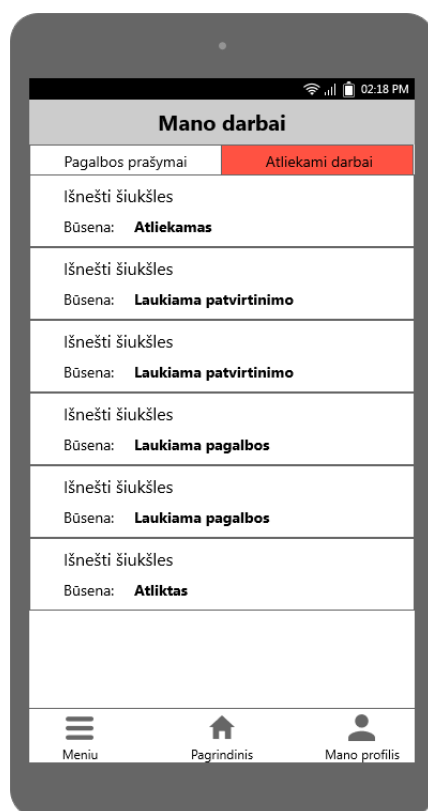 02:18 PM
Mano darbai
Pagalbos prašymai Atliekami darbai
Išnešti šiukšles
Būsena: Atliekamas
Išnešti šiukšles
Būsena: Laukiama patvirtinimo
Išnešti šiukšles
Būsena: Laukiama patvirtinimo
Išnešti šiukšles
Būsena: Laukiama pagalbos
Išnešti šiukšles
Būsena: Laukiama pagalbos
Išnešti šiukšles
Būsena: Atliktas
Meniu Pagrindinis Mano profilis